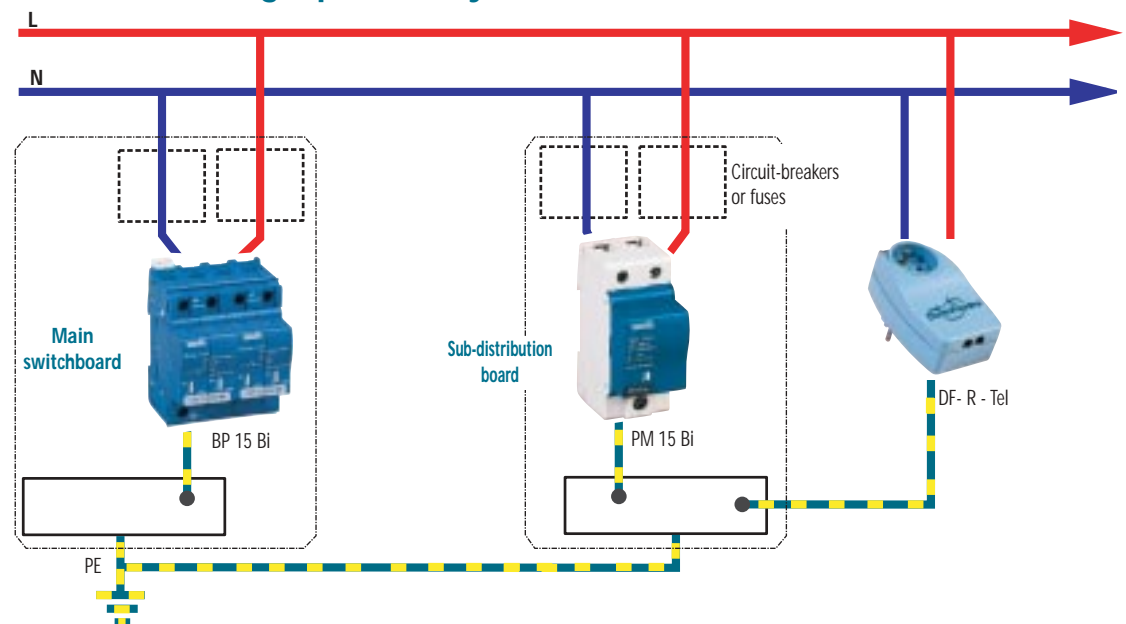 L
N
Circuit-breakers
or fuses
Main
switchboard
Sub-distribution
board
BP 15 Bi
PM 15 Bi
DF- R - Tel
PE